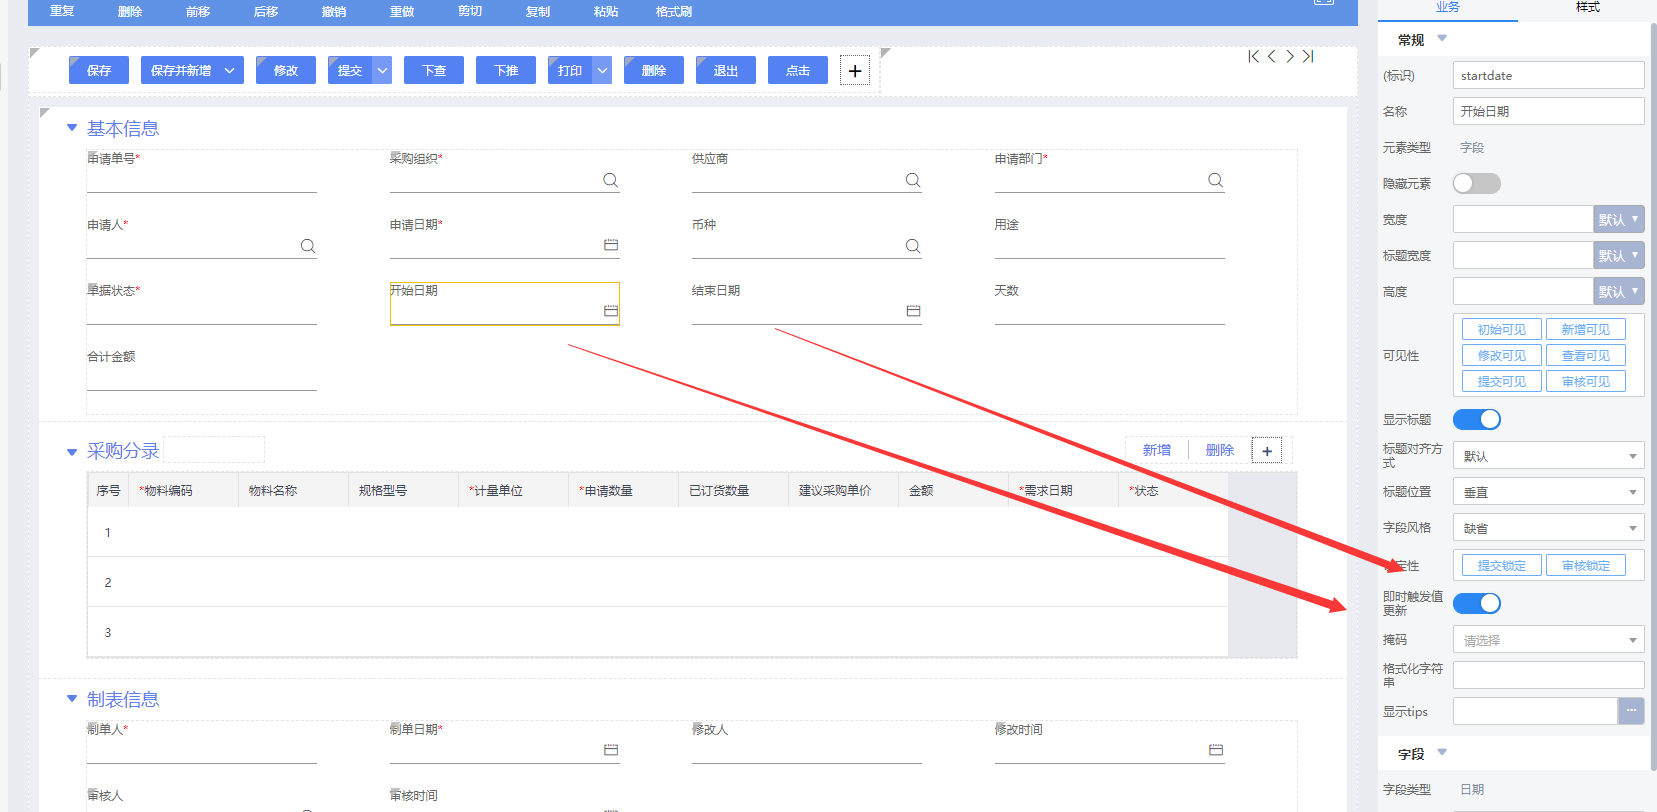 重复 删除 前移 后移 撤销 重做 剪切 复制 粘贴 格式刷
保存 保存并新增 修改 提交 下查 下推 打印 删除 退出 点击 +
基本信息
申请单号* 采购组织* 供应商 申请部门*
申请人* 申请日期* 币种 用途
单据状态* 开始日期 结束日期 天数
合计金额
采购分录 新增 删除 +
序号 *物料编码 物料名称 规格型号 *计量单位 *申请数量 已订货数量 建议采购单价 金额 *需求日期 *状态
1
2
3
制表信息
制单人* 制单日期* 修改人 修改时间
审核人 审核时间
业务 样式
常规
(标识) startdate
名称 开始日期
元素类型 字段
隐藏元素
宽度 默认
标题宽度 默认
高度 默认
初始可见 新增可见
可见性 修改可见 查看可见
提交可见 审核可见
显示标题
标题对齐方式 默认
标题位置 垂直
字段风格 缺省
定性 提交锁定 审核锁定
即时触发值更新
掩码 请选择
格式化字符串
显示tips ...
字段
字段类型 日期